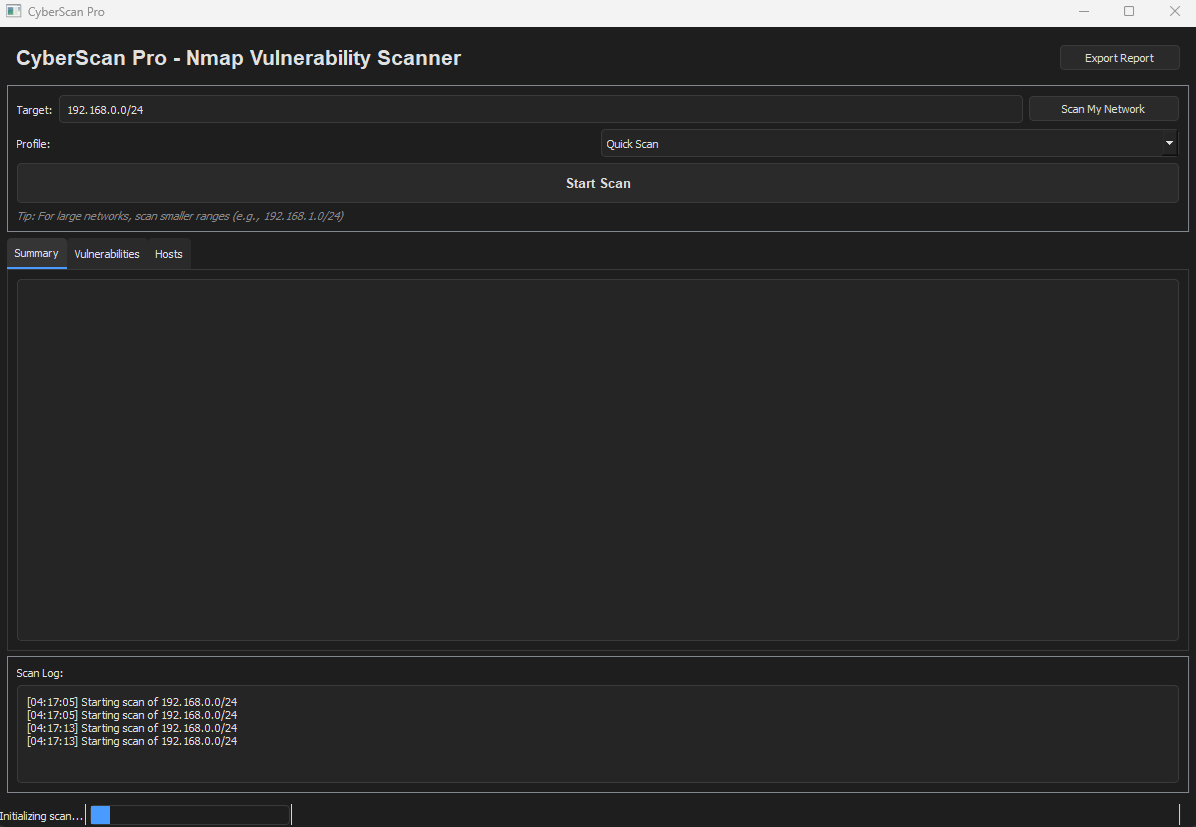 CyberScan Pro
CyberScan Pro - Nmap Vulnerability Scanner
Export Report
Target:
192.168.0.0/24
Scan My Network
Profile:
Quick Scan
Start Scan
Tip: For large networks, scan smaller ranges (e.g., 192.168.1.0/24)
Summary
Vulnerabilities
Hosts
Scan Log:
[04:17:05] Starting scan of 192.168.0.0/24
[04:17:05] Starting scan of 192.168.0.0/24
[04:17:13] Starting scan of 192.168.0.0/24
[04:17:13] Starting scan of 192.168.0.0/24
Initializing scan...